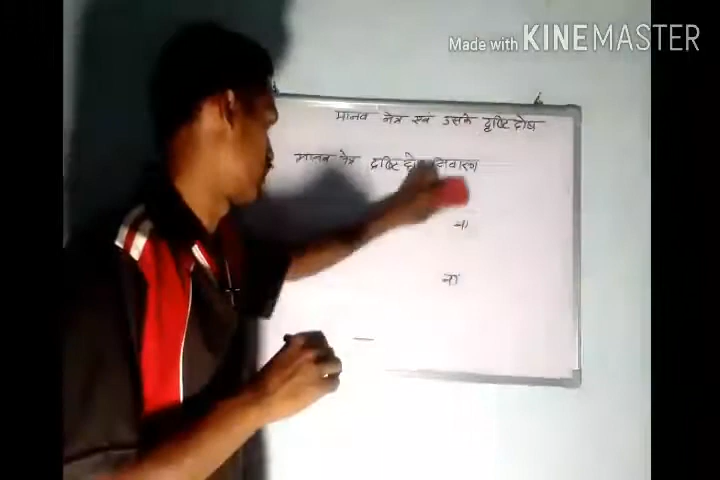 Made with KINEMASTER
मानव नेत्र एवं उसके दृष्टि दोष
मानव नेत्र दृष्टि निवारण